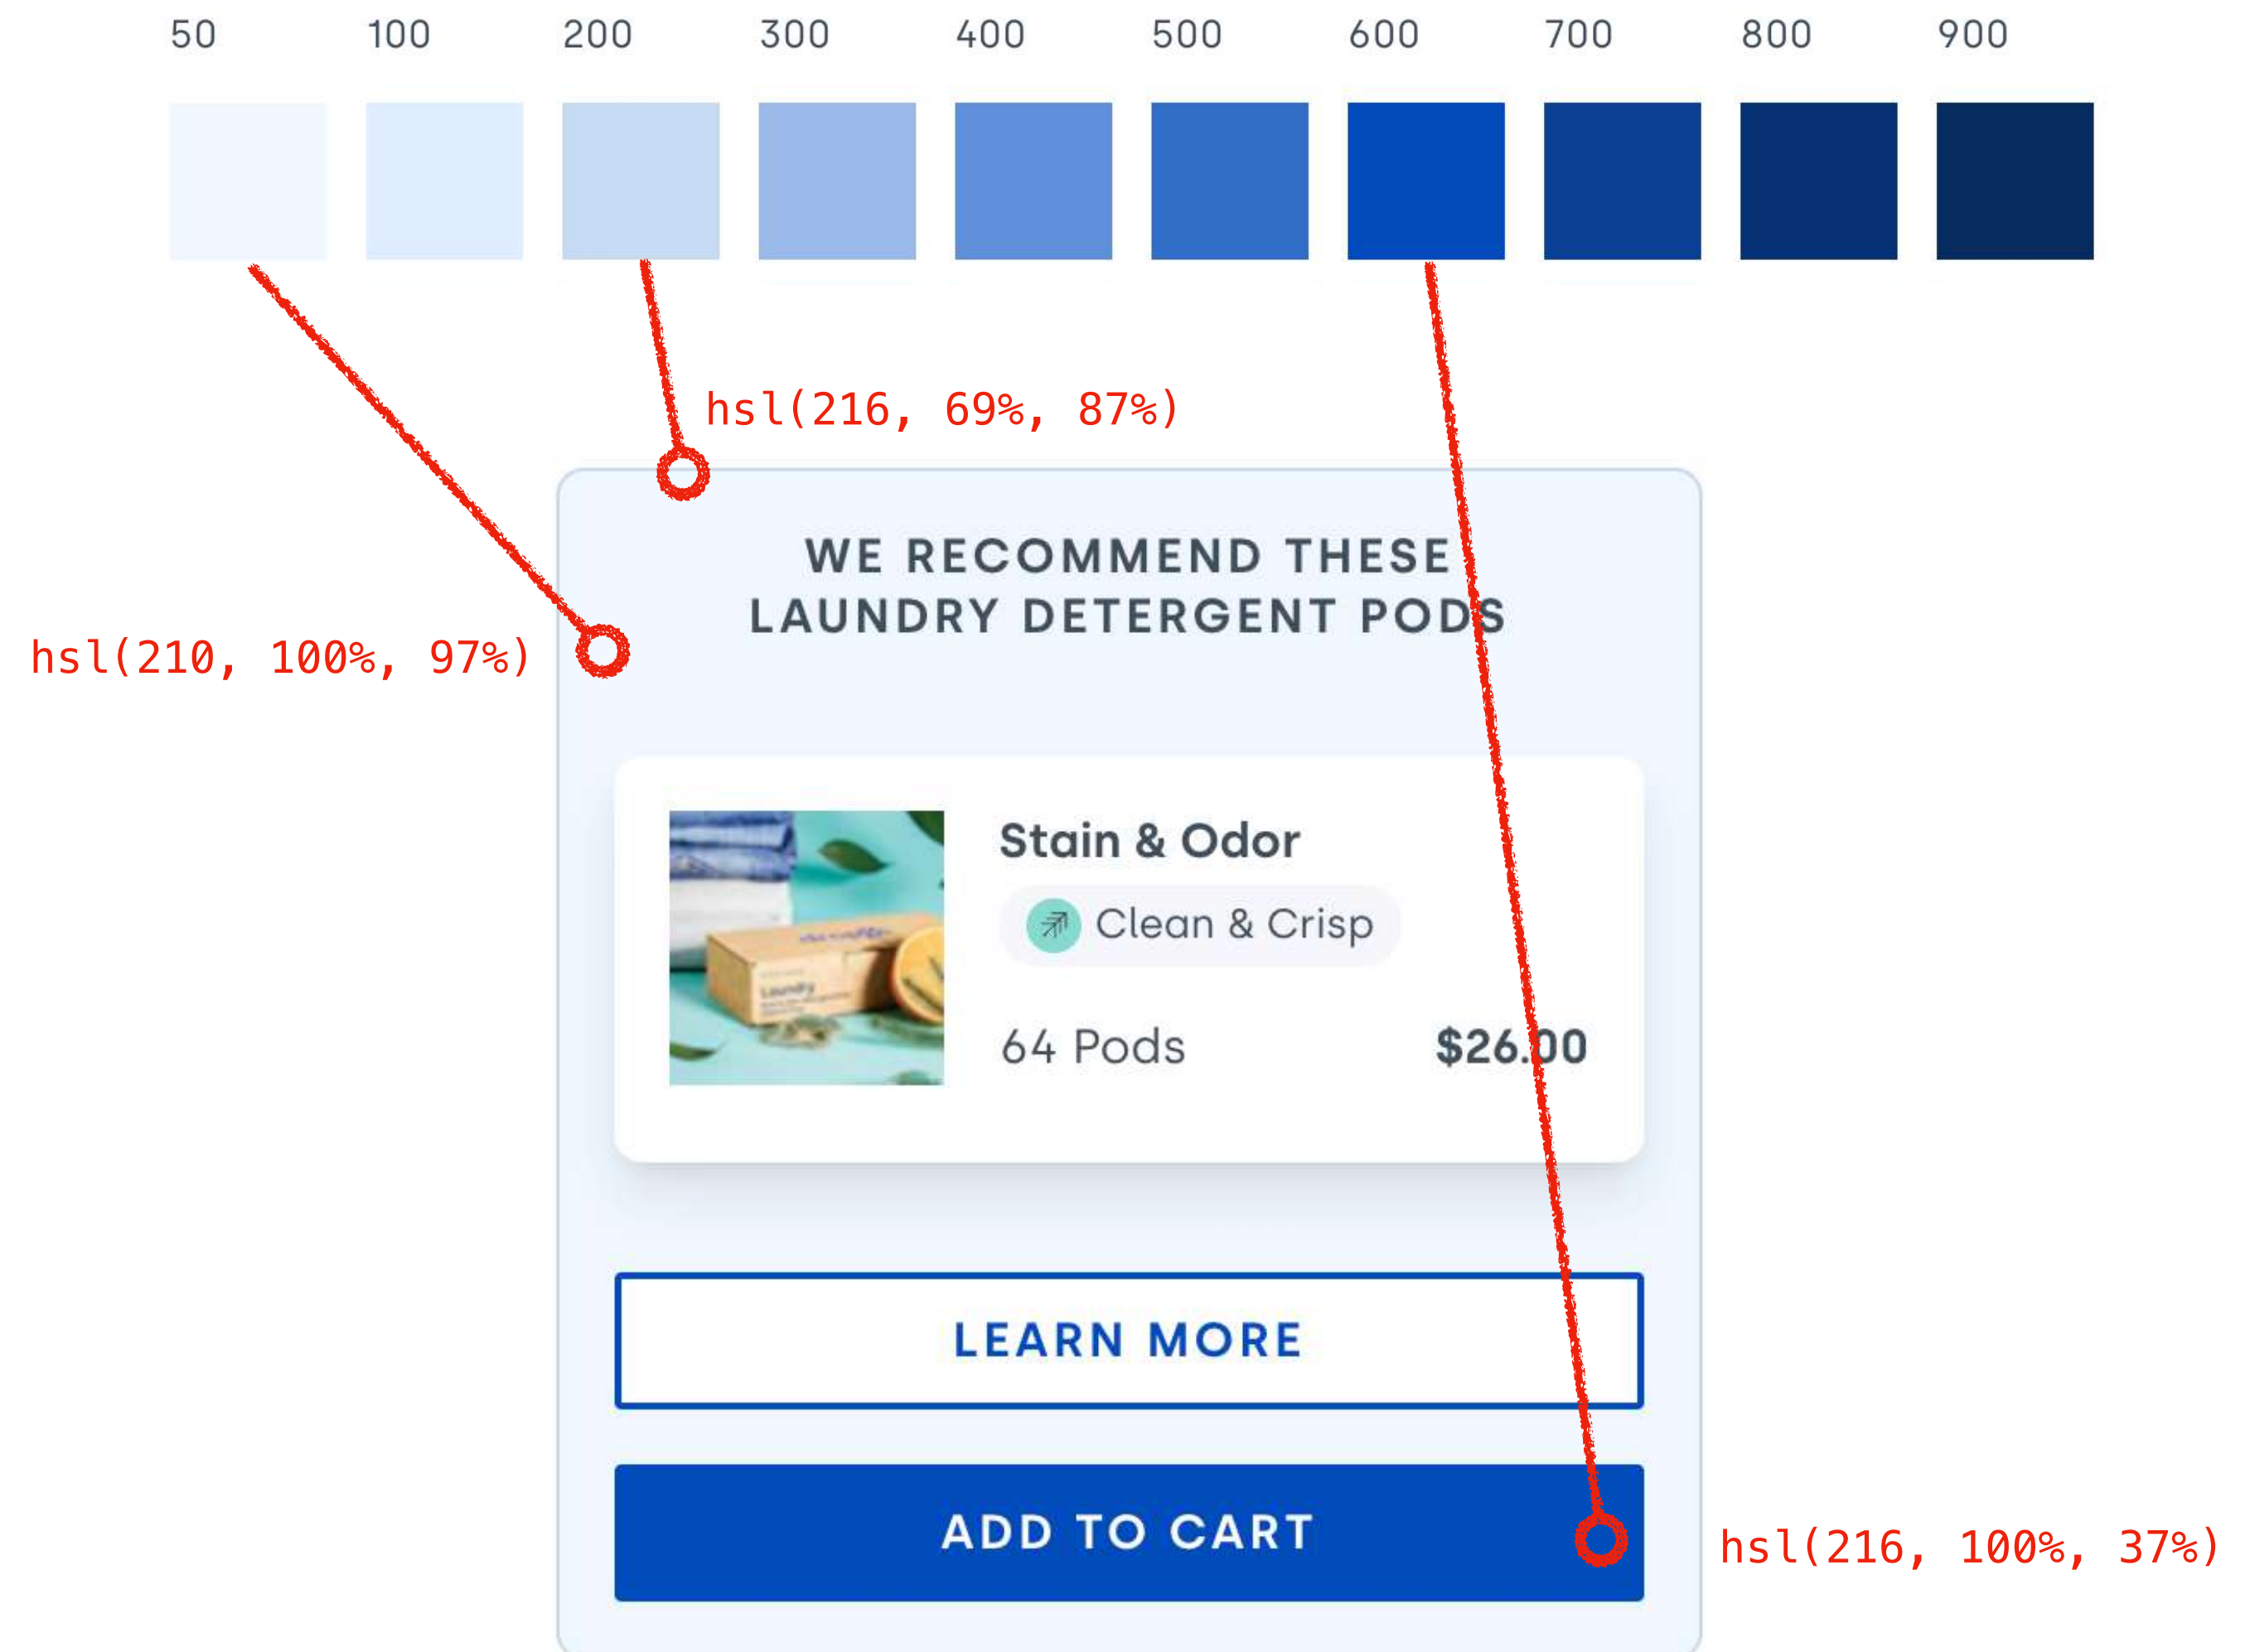 50 100 200 300 400 500 600 700 800 900
hsl(216, 69%, 87%)
WE RECOMMEND THESE
LAUNDRY DETERGENT PODS
hsl(210, 100%, 97%)
Stain & Odor
Clean & Crisp
Laundry
64 Pods $26.00
LEARN MORE
ADD TO CART
hsl(216, 100%, 37%)